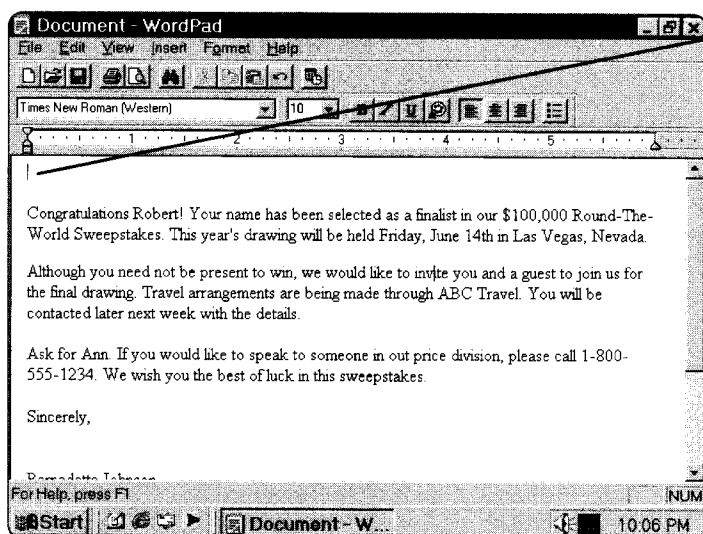 Document - WordPad
File Edit View Insert Format Help
Times New Roman (Western) 10 B / U
1 2 3 4 5
Congratulations Robert! Your name has been selected as a finalist in our $100,000 Round-The-
World Sweepstakes. This year's drawing will be held Friday, June 14th in Las Vegas, Nevada.
Although you need not be present to win, we would like to invite you and a guest to join us for
the final drawing. Travel arrangements are being made through ABC Travel. You will be
contacted later next week with the details.
Ask for Ann. If you would like to speak to someone in out price division, please call 1-800-
555-1234. We wish you the best of luck in this sweepstakes.
Sincerely,
For Help, press F1 NUM
Start Document - W... 10:06 PM